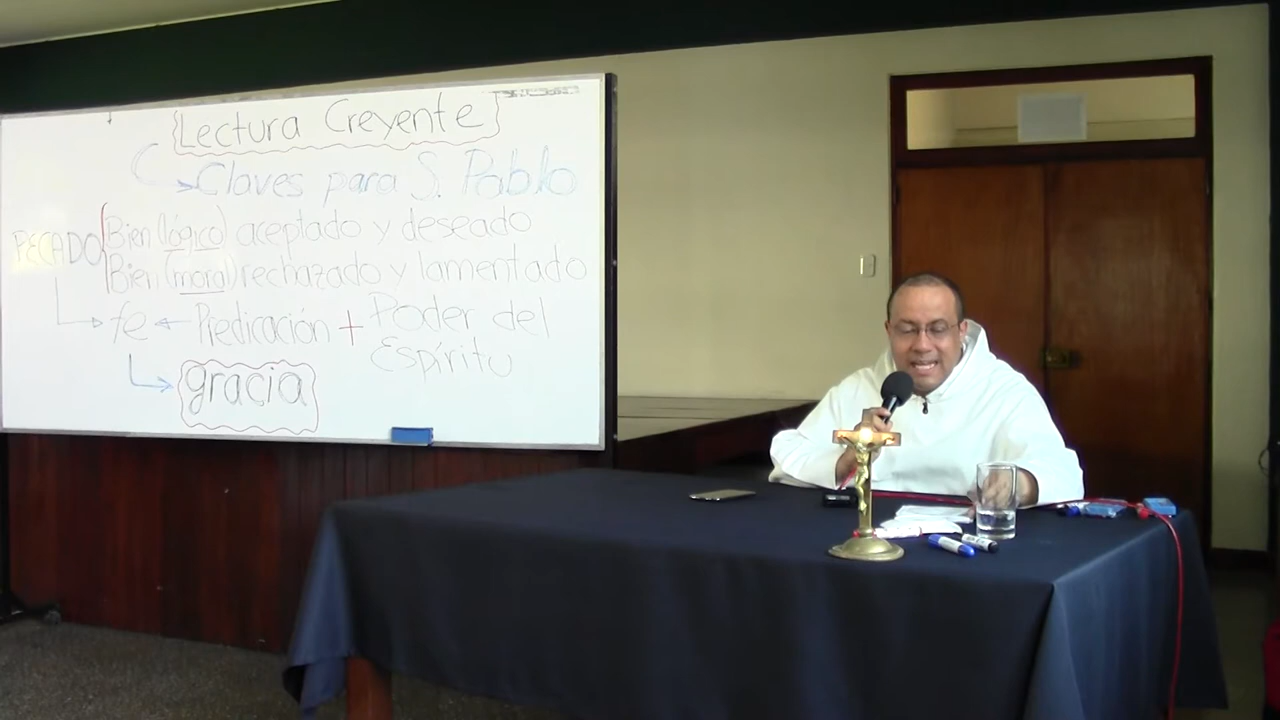 Lectura Creyente
Claves para S. Pablo
PECADO Bien (lógico) aceptado y deseado
Bien (moral) rechazado y lamentado
fe Predicación + Poder del
Espíritu
gracia